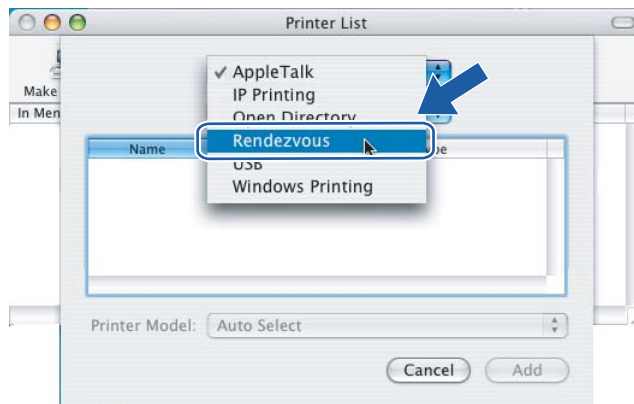 Printer List
AppleTalk
IP Printing
Open Directory
Make
In Men
Rendezvous
Name
USB
Windows Printing
Printer Model: Auto Select
Cancel Add